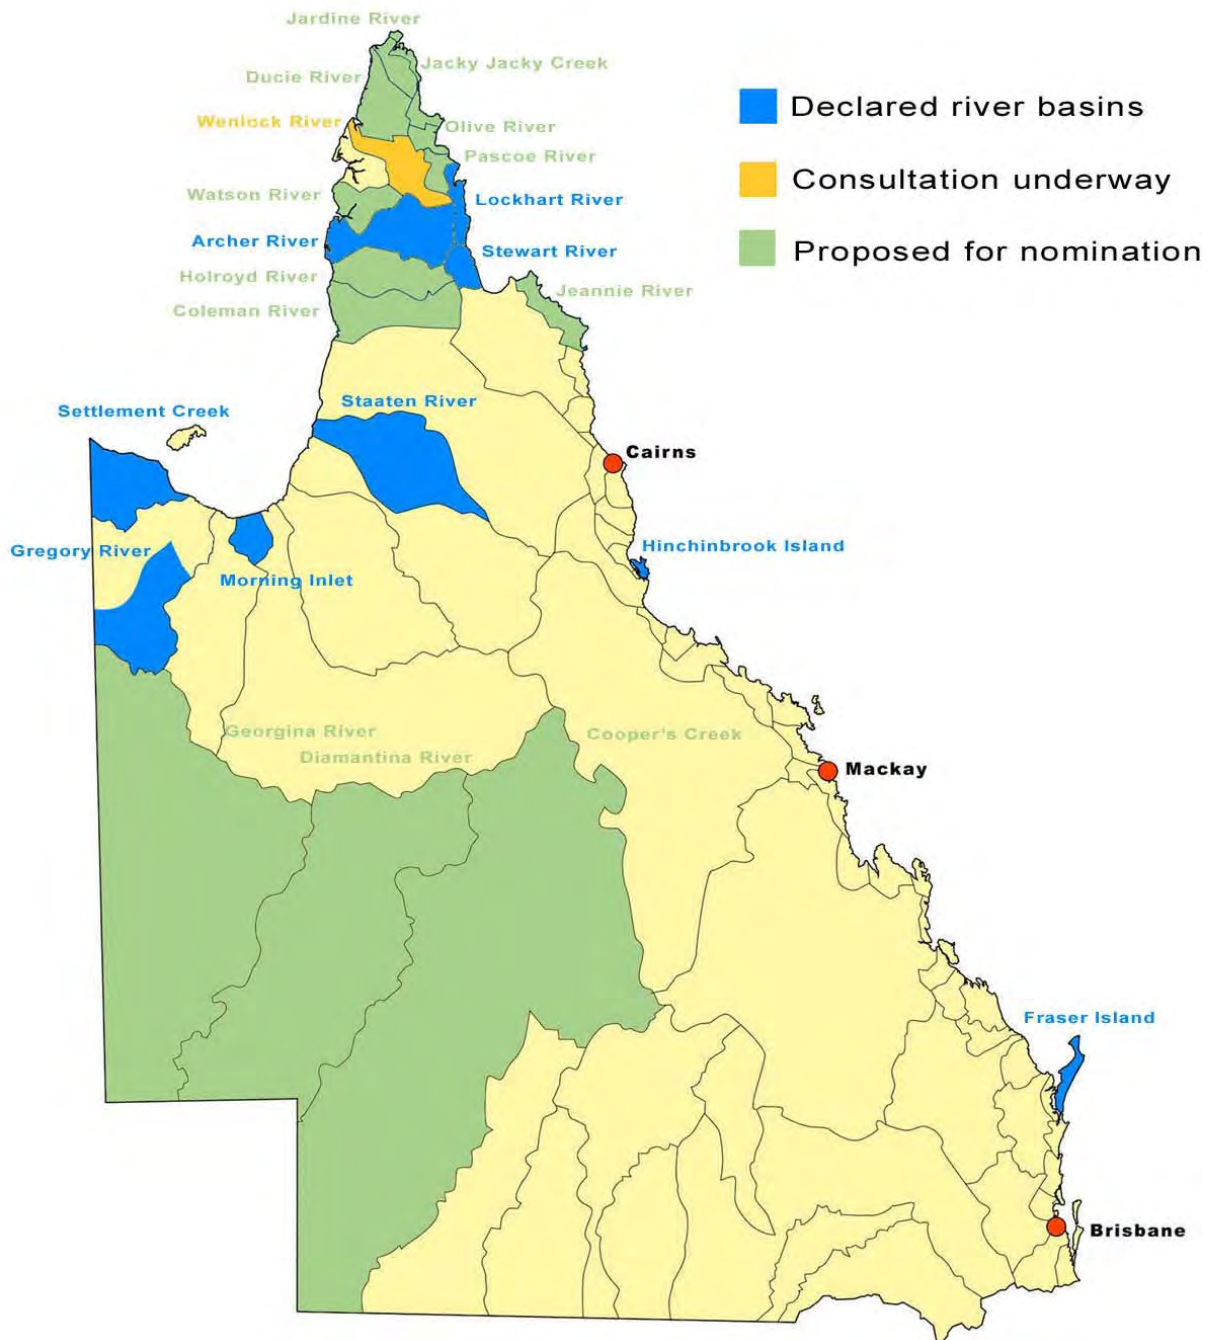 Jardine River
Jacky Jacky Creek
Ducie River
Declared river basins
Wenlock River
Olive River
Pascoe River
Consultation underway
Watson River
Lockhart River
Archer River
Stewart River
Proposed for nomination
Holroyd River
Jeannie River
Coleman River
Staaten River
Settlement Creek
Cairns
Gregory River
Hinchinbrook Island
Morning Inlet
Georgina River
Cooper's Creek
Diamantina River
Mackay
Fraser Island
Brisbane